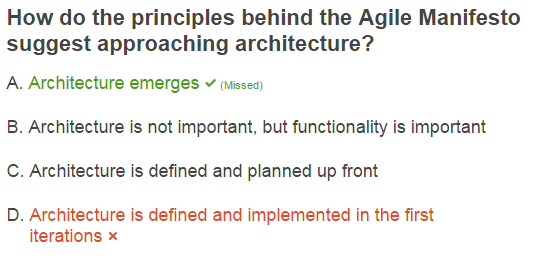 How do the principles behind the Agile Manifesto
suggest approaching architecture?
A. Architecture emerges ✔ (Missed)
B. Architecture is not important, but functionality is important
C. Architecture is defined and planned up front
D. Architecture is defined and implemented in the first
iterations ×